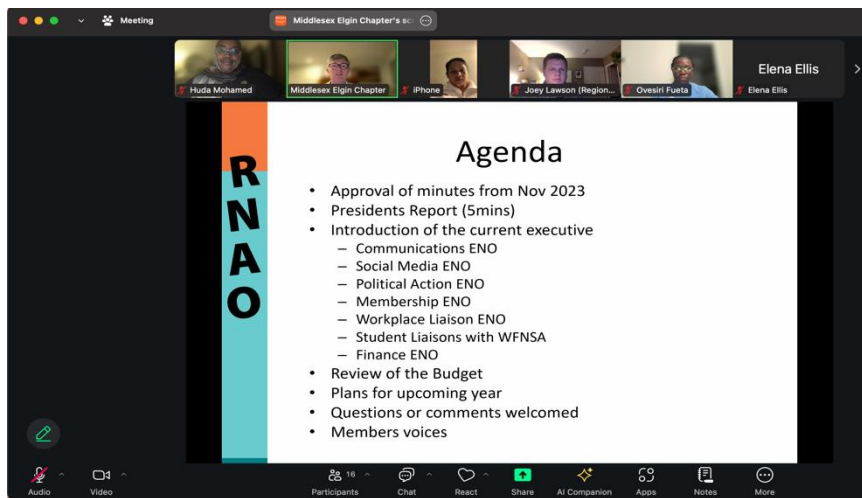 Meeting
Middlesex Elgin Chapter's sc
Huda Mohamed
Middlesex Elgin Chapter
iPhone
Joey Lawson (Region...
Ovesiri Fueta
Elena Ellis
Elena Ellis
RNAO
Agenda
• Approval of minutes from Nov 2023
• Presidents Report (5mins)
• Introduction of the current executive
– Communications ENO
– Social Media ENO
– Political Action ENO
– Membership ENO
– Workplace Liaison ENO
– Student Liaisons with WFNSA
– Finance ENO
• Review of the Budget
• Plans for upcoming year
• Questions or comments welcomed
• Members voices
16
Audio
Video
Participants
Chat
React
Share
AI Companion
Apps
Notes
More